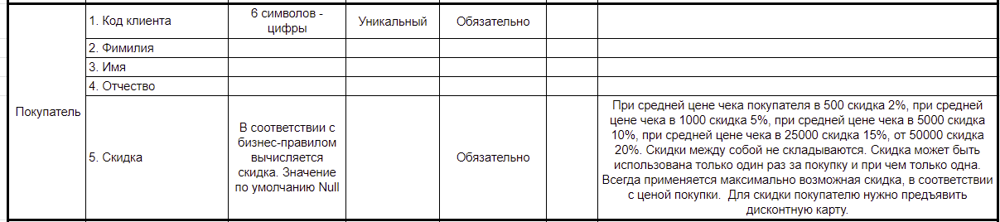 Покупатель
1. Код клиента
6 символов -
цифры
Уникальный
Обязательно
2. Фимилия
3. Имя
4. Отчество
5. Скидка
В соответствии с
бизнес-правилом
вычисляется
скидка. Значение
по умолчанию Null
Обязательно
При средней цене чека покупателя в 500 скидка 2%, при средней
цене чека в 1000 скидка 5%, при средней цене чека в 5000 скидка
10%, при средней цене чека в 25000 скидка 15%, от 50000 скидка
20%. Скидки между собой не складываются. Скидка может быть
использована только один раз за покупку и при чем только одна.
Всегда применяется максимально возможная скидка, в соответствии
с ценой покупки. Для скидки покупателю нужно предъявить
дисконтную карту.